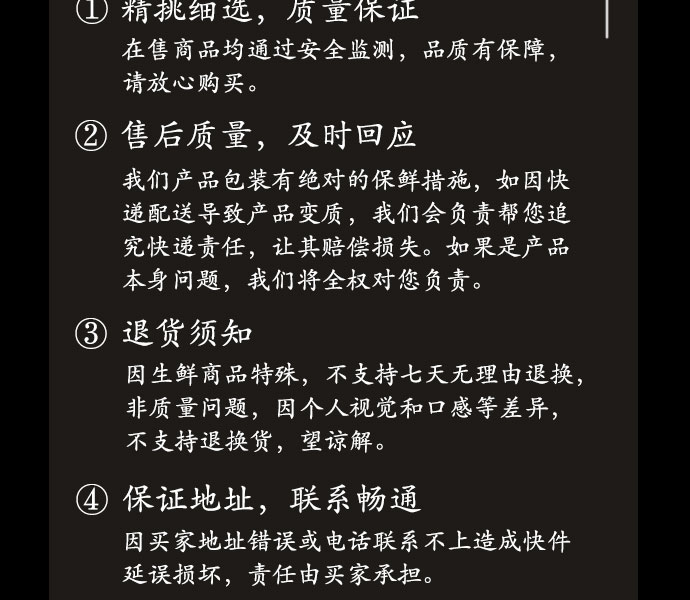 ① 精挑细选，质量保证
在售商品均通过安全监测，品质有保障，
请放心购买。
② 售后质量，及时回应
我们产品包装有绝对的保鲜措施，如因快
递配送导致产品变质，我们会负责帮您追
究快递责任，让其赔偿损失。如果是产品
本身问题，我们将全权对您负责。
③ 退货须知
因生鲜商品特殊，不支持七天无理由退换，
非质量问题，因个人视觉和口感等差异，
不支持退换货，望谅解。
④ 保证地址，联系畅通
因买家地址错误或电话联系不上造成快件
延误损坏，责任由买家承担。